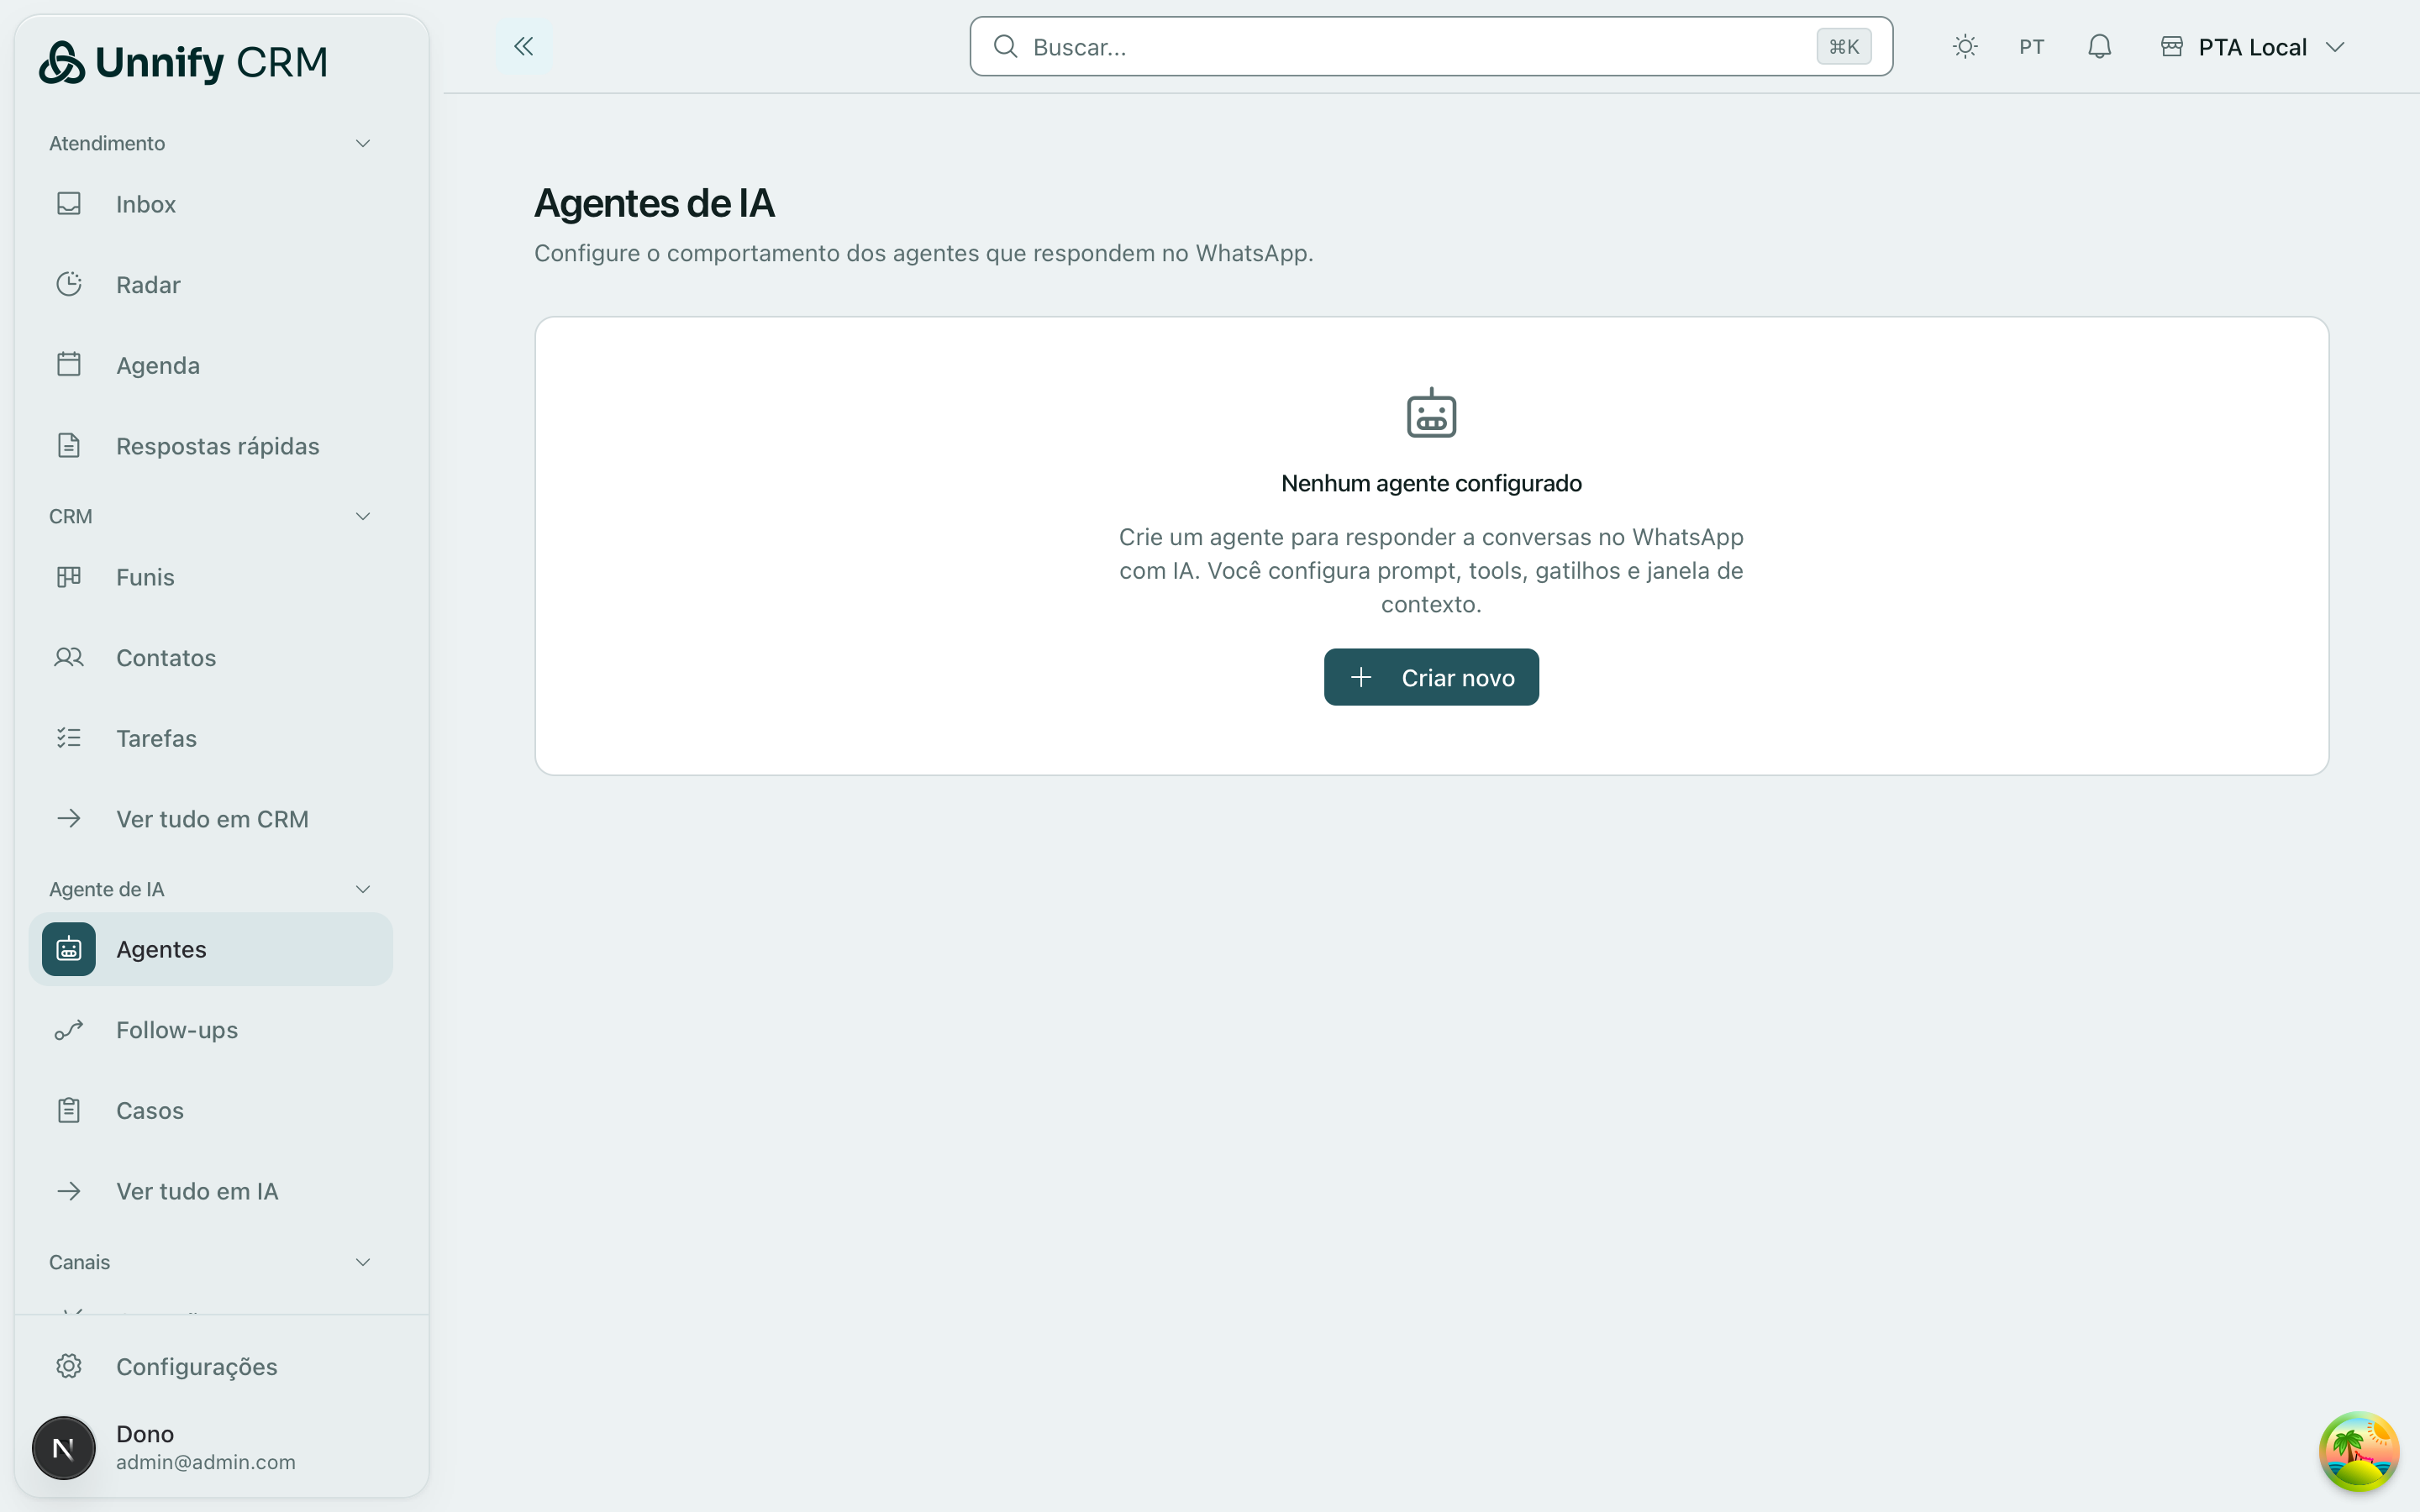 Unnify CRM
Buscar...
⌘K
PT
PTA Local
Atendimento
Inbox
Radar
Agenda
Respostas rápidas
CRM
Funis
Contatos
Tarefas
Ver tudo em CRM
Agente de IA
Agentes
Follow-ups
Casos
Ver tudo em IA
Canais
Configurações
N
Dono
admin@admin.com
Agentes de IA
Configure o comportamento dos agentes que respondem no WhatsApp.
Nenhum agente configurado
Crie um agente para responder a conversas no WhatsApp
com IA. Você configura prompt, tools, gatilhos e janela de
contexto.
Criar novo